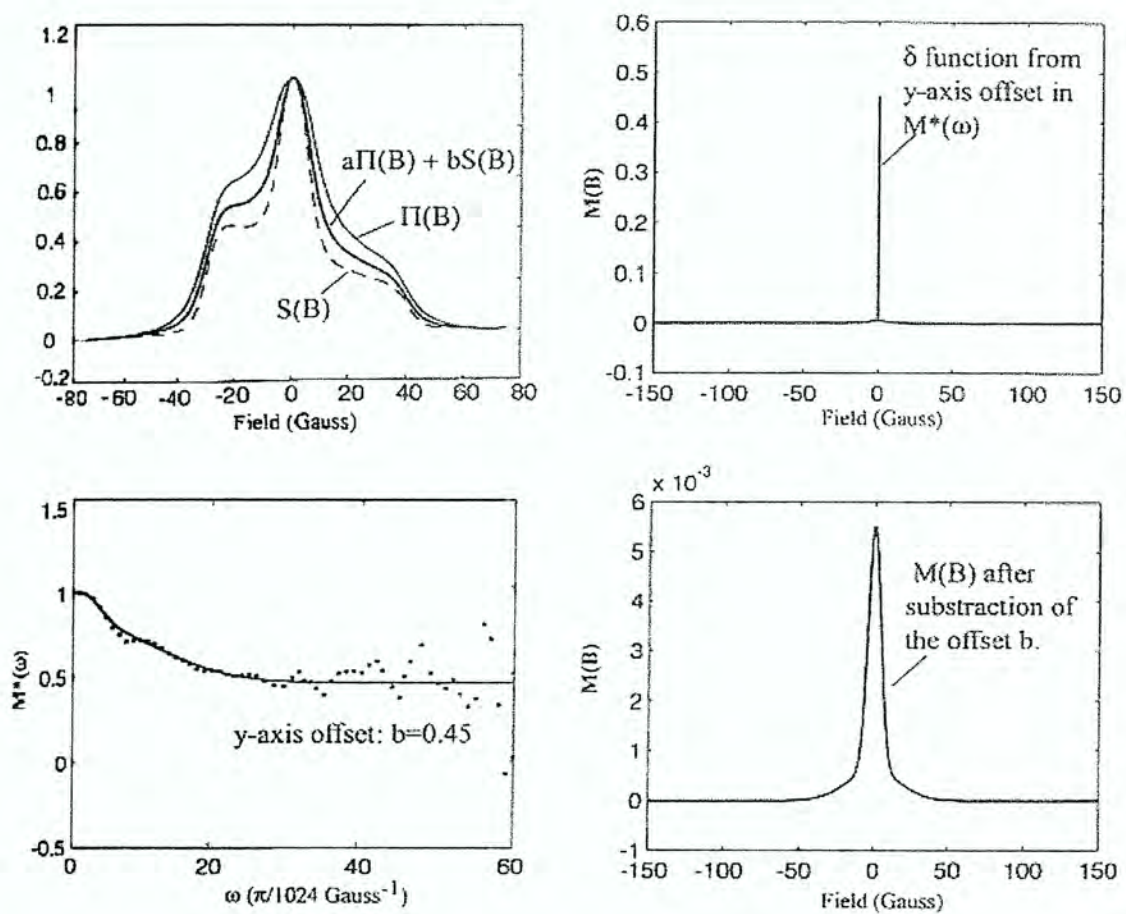 1.2
1
0.8
0.6
0.4
0.2
0
-0.2
aΠ(B) + bS(B)
Π(B)
S(B)
-80 -60 -40 -20 0 20 40 60 80
Field (Gauss)
0.6
0.5
0.4
0.3
0.2
0.1
0
-0.1
M(B)
δ function from
y-axis offset in
M*(ω)
-150 -100 -50 0 50 100 150
Field (Gauss)
1.5
1
0.5
0
-0.5
M*(ω)
y-axis offset: b=0.45
0 20 40 60
ω (π/1024 Gauss⁻¹)
x 10⁻³
6
5
4
3
2
1
0
-1
M(B)
M(B) after
substraction of
the offset b.
-150 -100 -50 0 50 100 150
Field (Gauss)